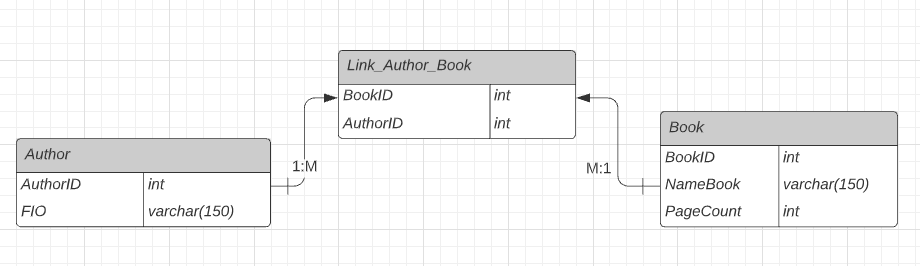 Link_Author_Book
BookID int
AuthorID int
Author
AuthorID int
FIO varchar(150)
1:M
M:1
Book
BookID int
NameBook varchar(150)
PageCount int